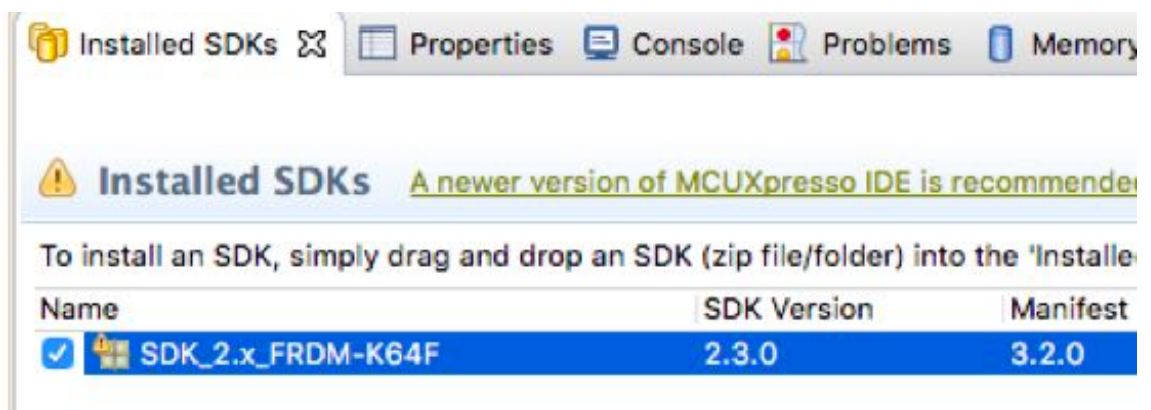 Installed SDKs Properties Console Problems Memory
Installed SDKs A newer version of MCUXpresso IDE is recommended
To install an SDK, simply drag and drop an SDK (zip file/folder) into the 'Installe
Name SDK Version Manifest
SDK_2.x_FRDM-K64F 2.3.0 3.2.0